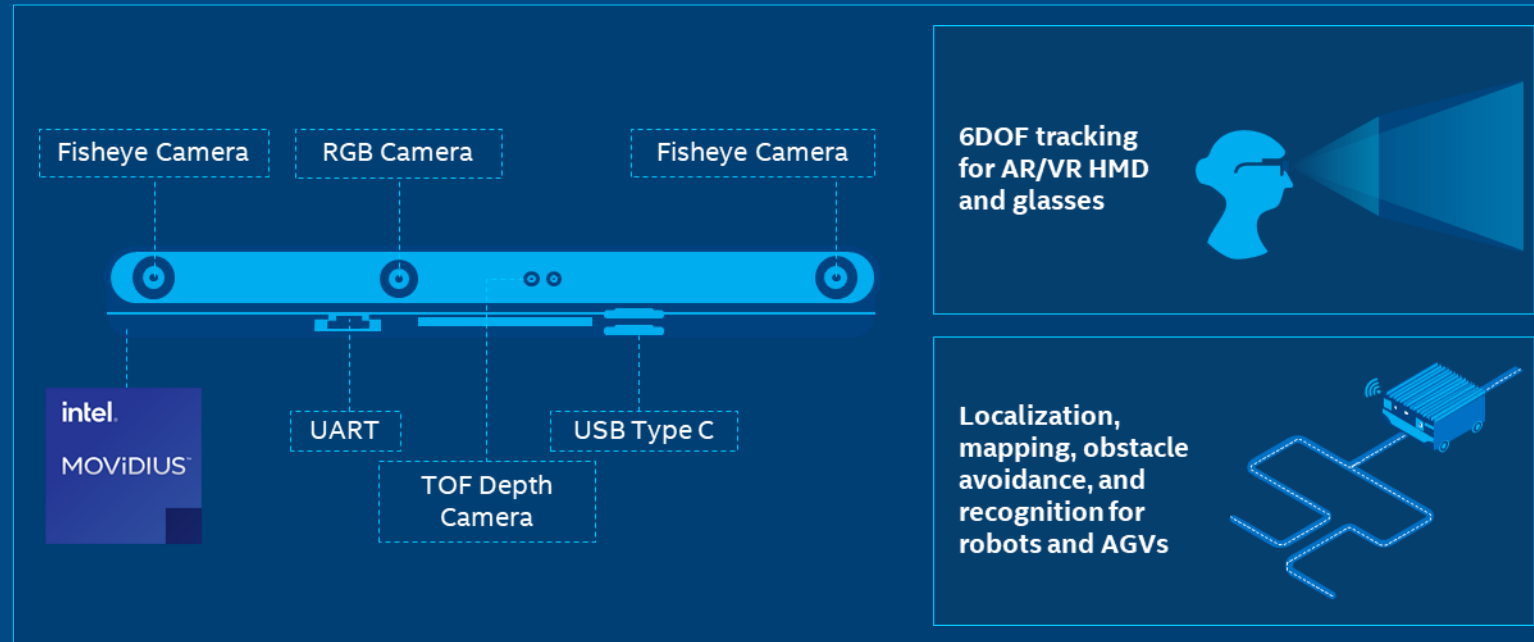 Fisheye Camera
RGB Camera
Fisheye Camera
intel.
MOViDIUS™
UART
USB Type C
TOF Depth
Camera
6DOF tracking
for AR/VR HMD
and glasses
Localization,
mapping, obstacle
avoidance, and
recognition for
robots and AGVs